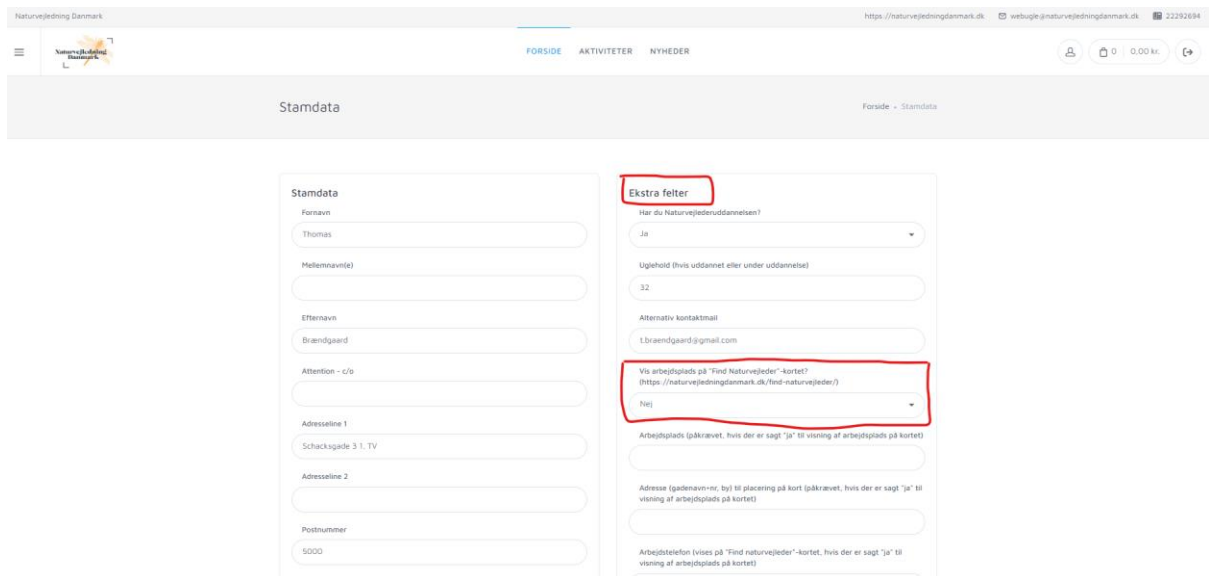 Naturvejledning Danmark
https://naturvejledningdanmark.dk webugle@naturvejledningdanmark.dk 22292694
Naturvejledning
Danmark
FORSIDE AKTIVITETER NYHEDER
0 0,00 kr.
Stamdata
Forside - Stamdata
Stamdata
Fornavn
Thomas
Mellemnavn(e)
Efternavn
Brændgaard
Attention - c/o
Adresseline 1
Schacksgade 3 1. TV
Adresseline 2
Postnummer
5000
Ekstra felter
Har du Naturvejlederuddannelsen?
Ja
Uglehold (hvis uddannet eller under uddannelse)
32
Alternativ kontaktmail
t.braendgaard@gmail.com
Vis arbejdsplads på "Find Naturvejleder"-kortet?
(https://naturvejledningdanmark.dk/find-naturvejleder/)
Nej
Arbejdsplads (påkrævet, hvis der er sagt "ja" til visning af arbejdsplads på kortet)
Adresse (gadenavn+nr, by) til placering på kort (påkrævet, hvis der er sagt "ja" til
visning af arbejdsplads på kortet)
Arbejdstelefon (vises på "Find naturvejleder"-kortet, hvis der er sagt "ja" til
visning af arbejdsplads på kortet)